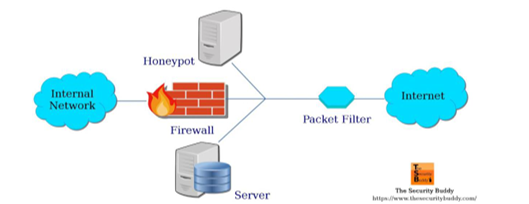 Honeypot
Internal
Network
Internet
Firewall
Packet Filter
Server
The Security Buddy
https://www.thesecuritybuddy.com/